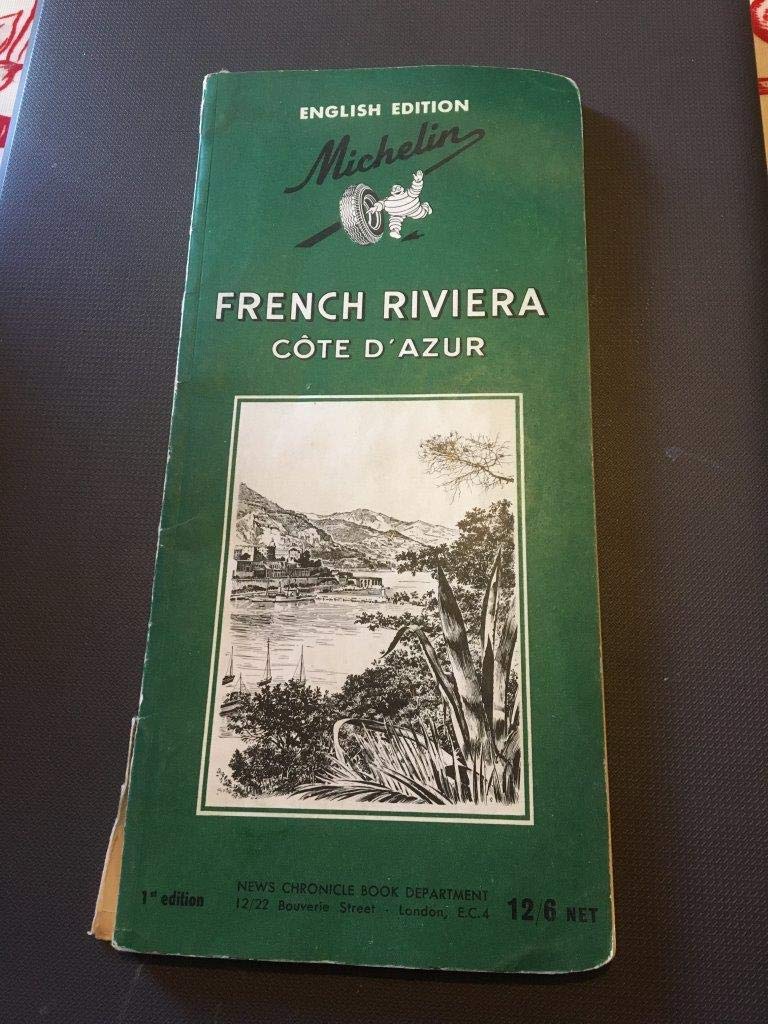 ENGLISH EDITION
Michelin
FRENCH RIVIERA
CÔTE D'AZUR
1st edition
NEWS CHRONICLE BOOK DEPARTMENT
12/22 Bouverie Street - London, E.C.4
12/6 NET